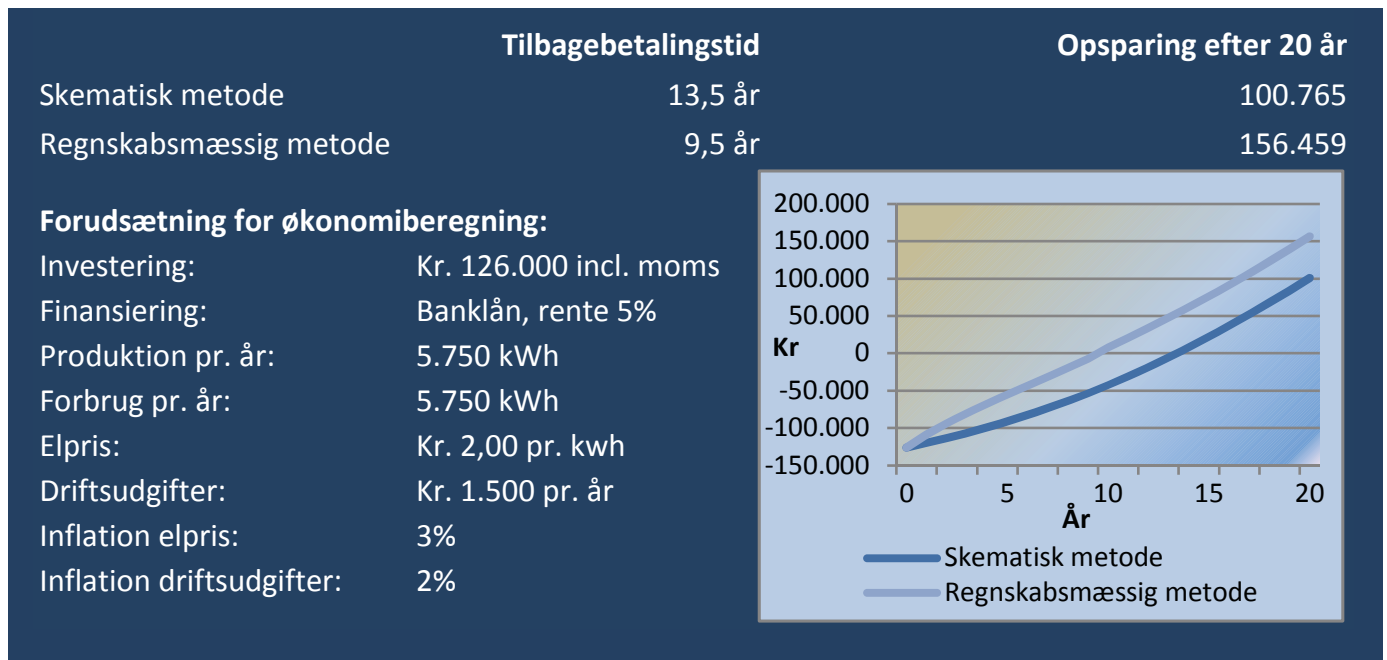 Tilbagebetalingstid Opsparing efter 20 år
Skematisk metode 13,5 år 100.765
Regnskabsmæssig metode 9,5 år 156.459
Forudsætning for økonomiberegning:
Investering: Kr. 126.000 incl. moms
Finansiering: Banklån, rente 5%
Produktion pr. år: 5.750 kWh
Forbrug pr. år: 5.750 kWh
Elpris: Kr. 2,00 pr. kwh
Driftsudgifter: Kr. 1.500 pr. år
Inflation elpris: 3%
Inflation driftsudgifter: 2%
200.000
150.000
100.000
50.000
Kr 0
-50.000
-100.000
-150.000
0 5 10 15 20
År
Skematisk metode
Regnskabsmæssig metode